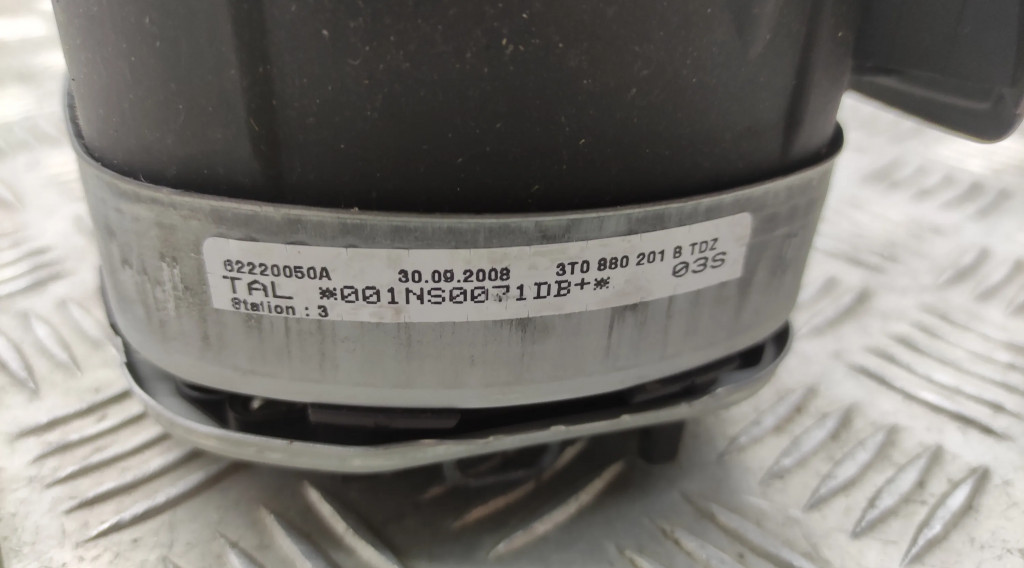 62220050A 30.09.2008 3T0 880 201 B TDZ
TAL *001NS0071DB+* 03S
Station : 3